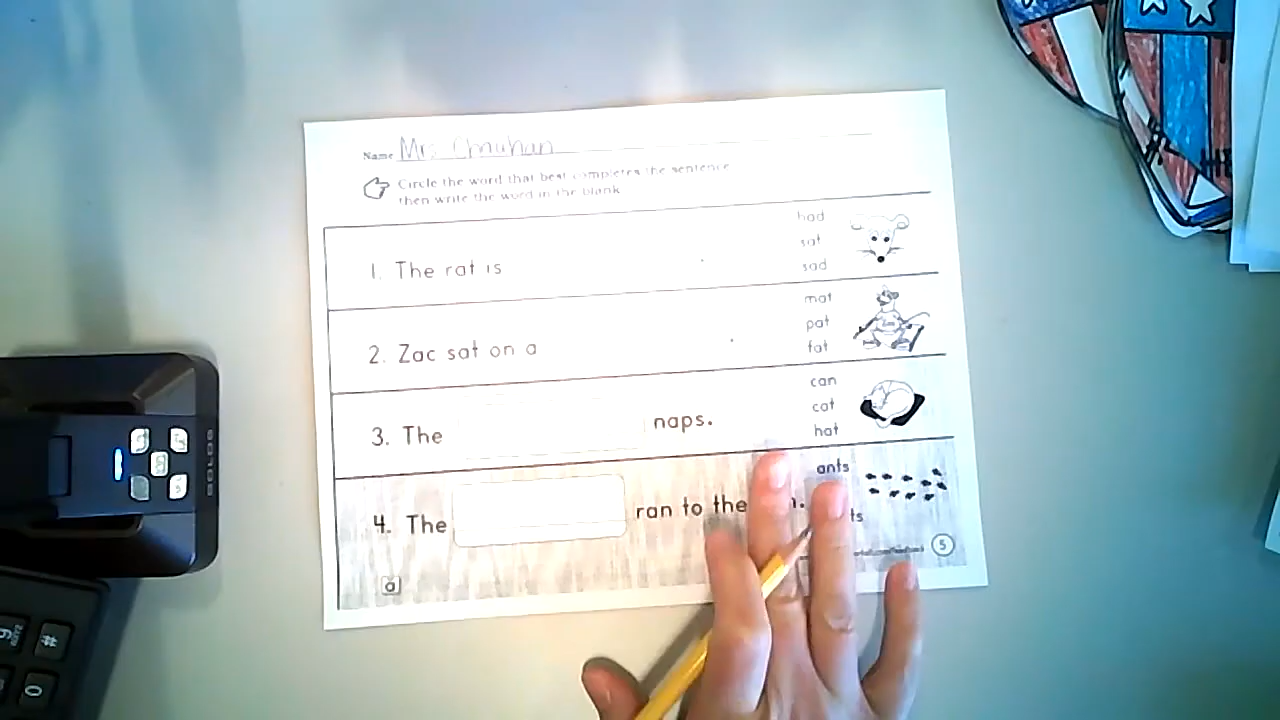 Name Mrs. Chauhan
Circle the word that best completes the sentence
then write the word in the blank
1. The rat is
had
sat
sad
2. Zac sat on a
mat
pat
fat
3. The naps.
can
cat
hat
4. The ran to the
ants
a
5
#
0
9